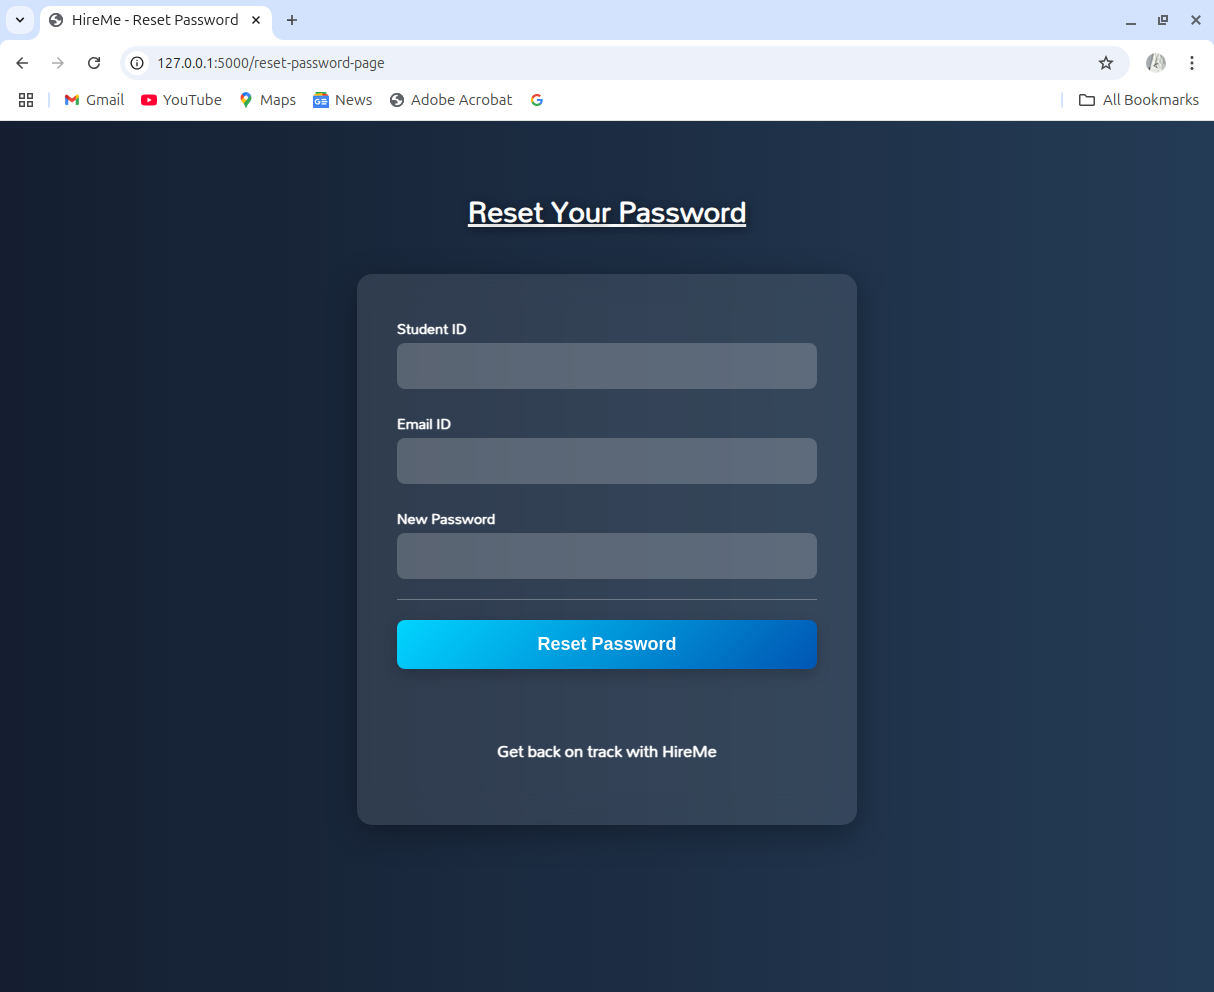 HireMe - Reset Password
127.0.0.1:5000/reset-password-page
Gmail YouTube Maps News Adobe Acrobat All Bookmarks
Reset Your Password
Student ID
Email ID
New Password
Reset Password
Get back on track with HireMe